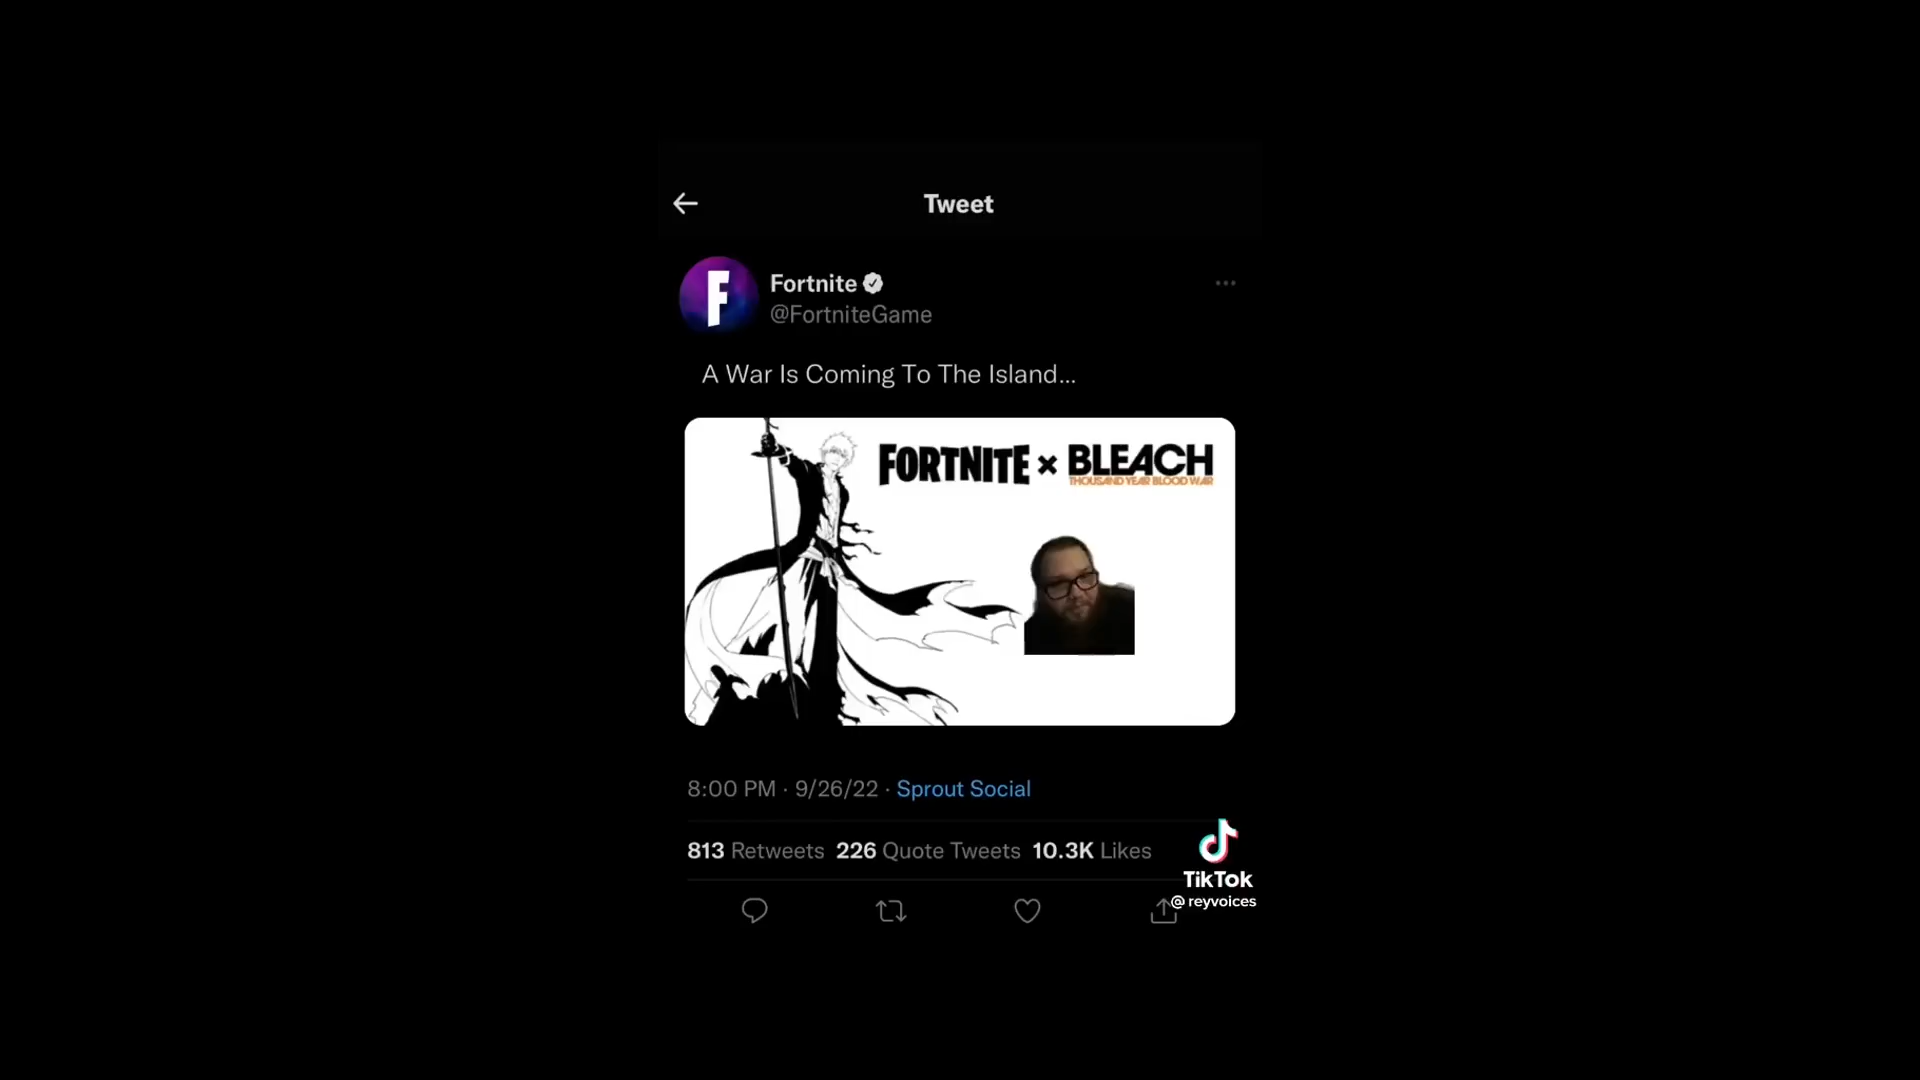 Tweet
F
Fortnite
@FortniteGame
A War Is Coming To The Island...
FORTNITE × BLEACH
THOUSAND YEAR BLOOD WAR
8:00 PM · 9/26/22 · Sprout Social
813 Retweets 226 Quote Tweets 10.3K Likes
TikTok
@reyvoices